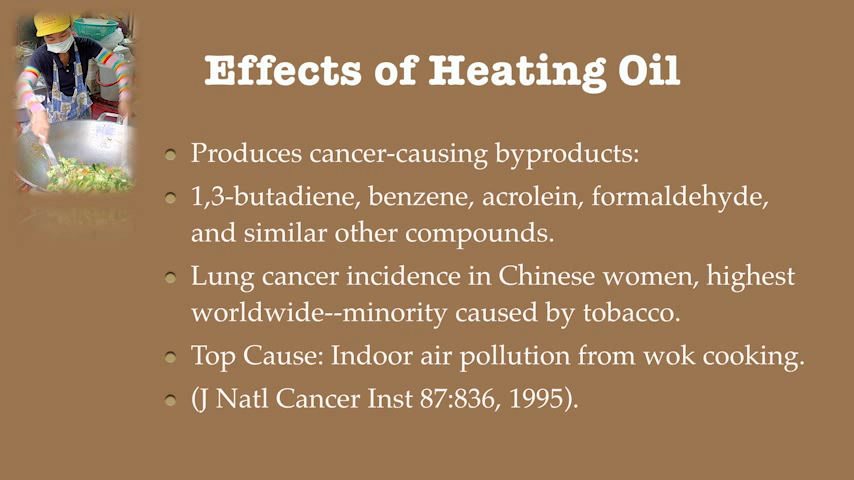 Effects of Heating Oil
Produces cancer-causing byproducts:
1,3-butadiene, benzene, acrolein, formaldehyde,
and similar other compounds.
Lung cancer incidence in Chinese women, highest
worldwide--minority caused by tobacco.
Top Cause: Indoor air pollution from wok cooking.
(J Natl Cancer Inst 87:836, 1995).